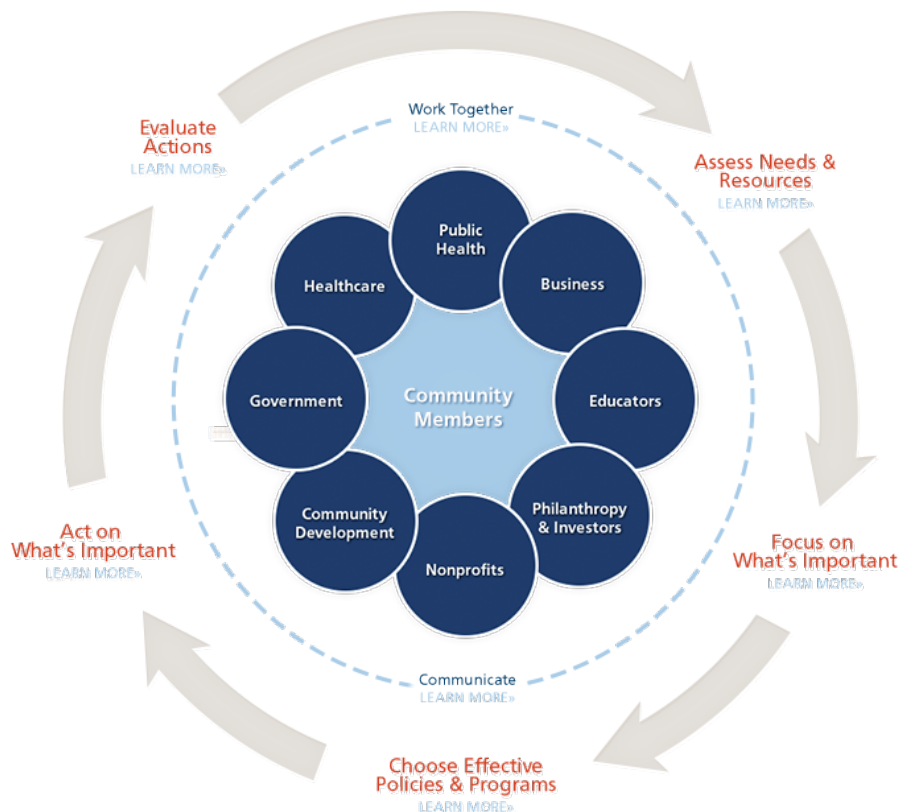 Work Together
LEARN MORE»
Evaluate
Actions
LEARN MORE»
Assess Needs &
Resources
LEARN MORE»
Public
Health
Healthcare
Business
Government
Community
Members
Educators
Community
Development
Philanthropy
& Investors
Nonprofits
Act on
What's Important
LEARN MORE»
Focus on
What's Important
LEARN MORE»
Communicate
LEARN MORE»
Choose Effective
Policies & Programs
LEARN MORE»